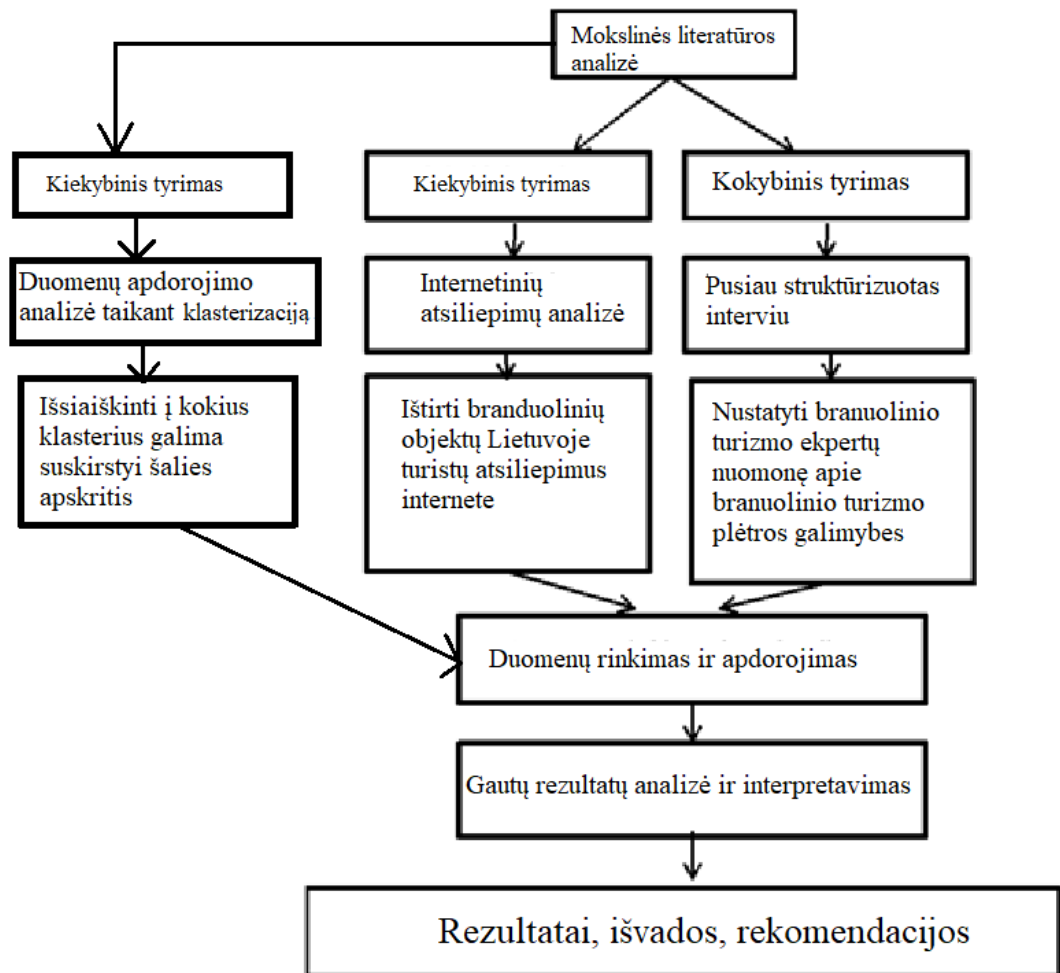 Mokslinės literatūros
analizė
Kiekybinis tyrimas
Kiekybinis tyrimas
Kokybinis tyrimas
Duomenų apdorojimo
analizė taikant klasterizaciją
Internetinių
atsiliepimų analizė
Pusiau struktūrizuotas
interviu
Išsiaiškinti į kokius
klasterius galima
suskirstyi šalies
apskritis
Ištirti branduolinių
objektų Lietuvoje
turistų atsiliepimus
internete
Nustatyti branuolinio
turizmo ekpertų
nuomonę apie
branuolinio turizmo
plėtros galimybes
Duomenų rinkimas ir apdorojimas
Gautų rezultatų analizė ir interpretavimas
Rezultatai, išvados, rekomendacijos